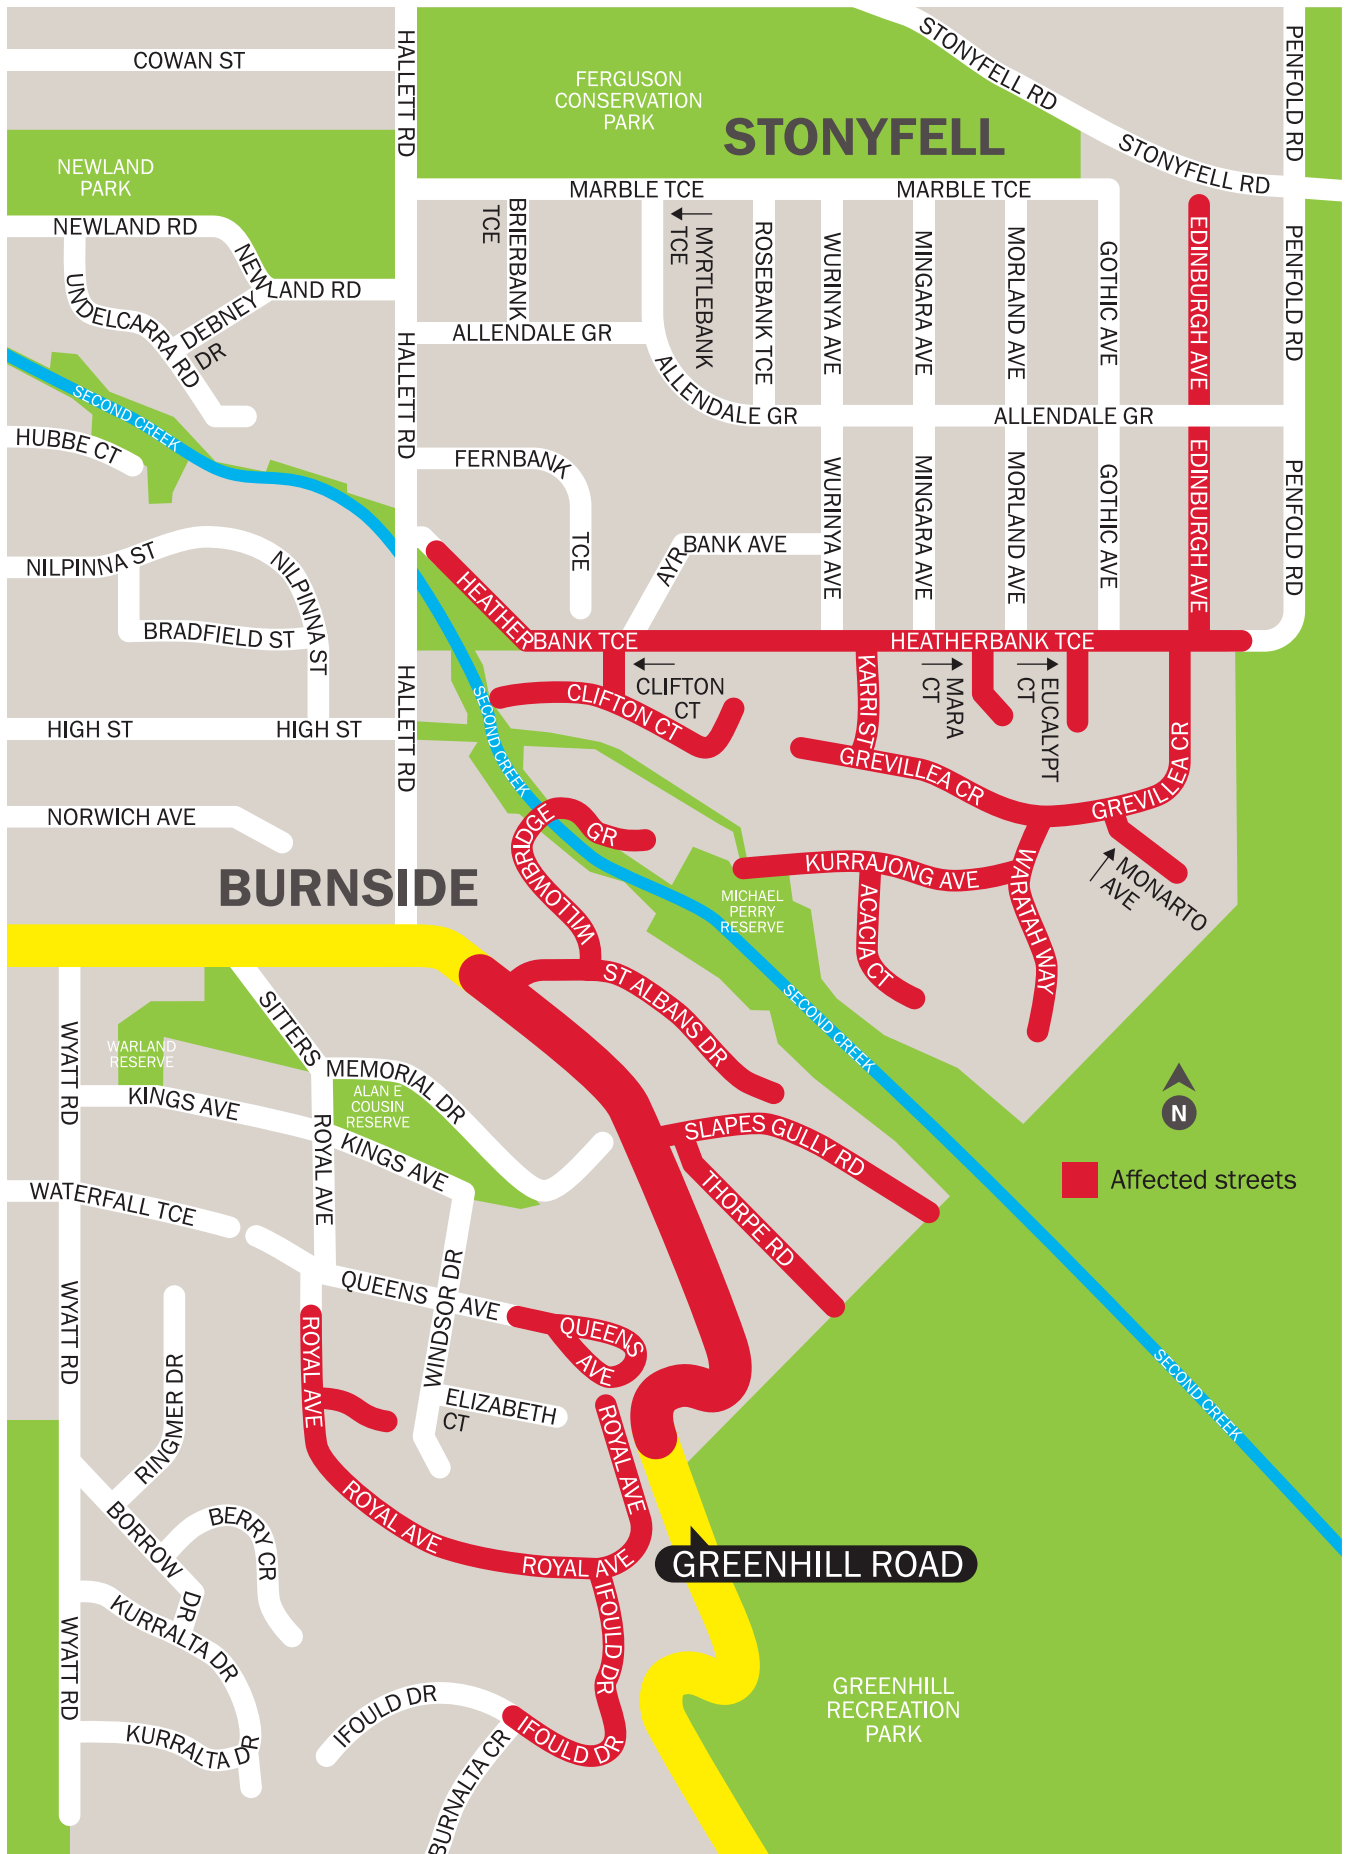 COWAN ST
HALLETT RD
FERGUSON
CONSERVATION
PARK
STONYFELL
STONYFELL RD
STONYFELL RD
PENFOLD RD
NEWLAND
PARK
NEWLAND RD
NEWLAND RD
UNDELCARRA RD
DEBNEY
DR
MARBLE TCE
MARBLE TCE
BRIERBANK
TCE
MYRTLEBANK
TCE
ROSEBANK TCE
WURINYA AVE
MINGARA AVE
MORLAND AVE
GOTHIC AVE
EDINBURGH AVE
PENFOLD RD
ALLENDALE GR
ALLENDALE GR
ALLENDALE GR
HALLETT RD
SECOND CREEK
HUBBE CT
FERNBANK
TCE
WURINYA AVE
MINGARA AVE
MORLAND AVE
GOTHIC AVE
EDINBURGH AVE
PENFOLD RD
NILPINNA ST
NILPINNA ST
BRADFIELD ST
AYR
BANK AVE
HEATHER
BANK TCE
HEATHERBANK TCE
HIGH ST
HIGH ST
HALLETT RD
SECOND CREEK
CLIFTON
CT
CLIFTON CT
KARRI ST
MARA
CT
EUCALYPT
CT
GREVILLEA CR
GREVILLEA CR
NORWICH AVE
WILLOWBRIDGE
GR
KURRAJONG AVE
WARATAH WAY
MONARTO
AVE
ACACIA CT
BURNSIDE
MICHAEL
PERRY
RESERVE
ST ALBANS DR
SECOND CREEK
WYATT RD
SITTERS
MEMORIAL DR
WARLAND
RESERVE
ALAN E
COUSIN
RESERVE
KINGS AVE
KINGS AVE
ROYAL AVE
SLAPES GULLY RD
THORPE RD
N
Affected streets
WATERFALL TCE
QUEENS AVE
WINDSOR DR
QUEENS
AVE
WYATT RD
RINGMER DR
ROYAL AVE
ELIZABETH
CT
ROYAL AVE
SECOND CREEK
ROYAL AVE
ROYAL AVE
BORROW
DR
BERRY CR
GREENHILL ROAD
IFOULD DR
KURRALTA DR
WYATT RD
KURRALTA DR
IFOULD DR
IFOULD DR
BURNALTA CR
GREENHILL
RECREATION
PARK